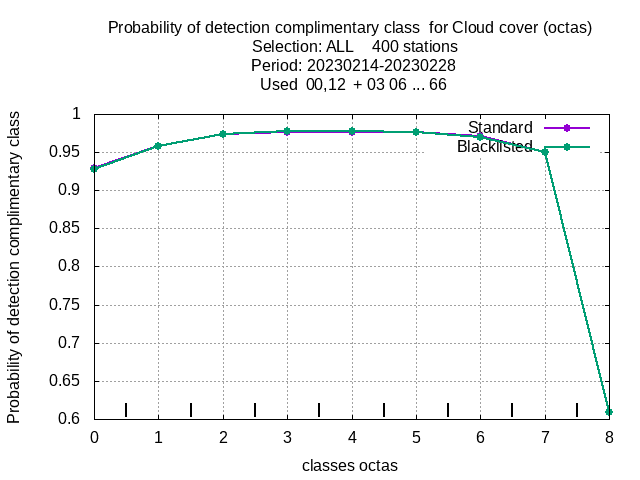 Probability of detection complimentary class  for Cloud cover (octas)
Selection: ALL    400 stations
Period: 20230214-20230228
Used  00,12  + 03 06 ... 66
Probability of detection complimentary class
1
0.95
0.9
0.85
0.8
0.75
0.7
0.65
0.6
Standard
Blacklisted
0 1 2 3 4 5 6 7 8
classes octas